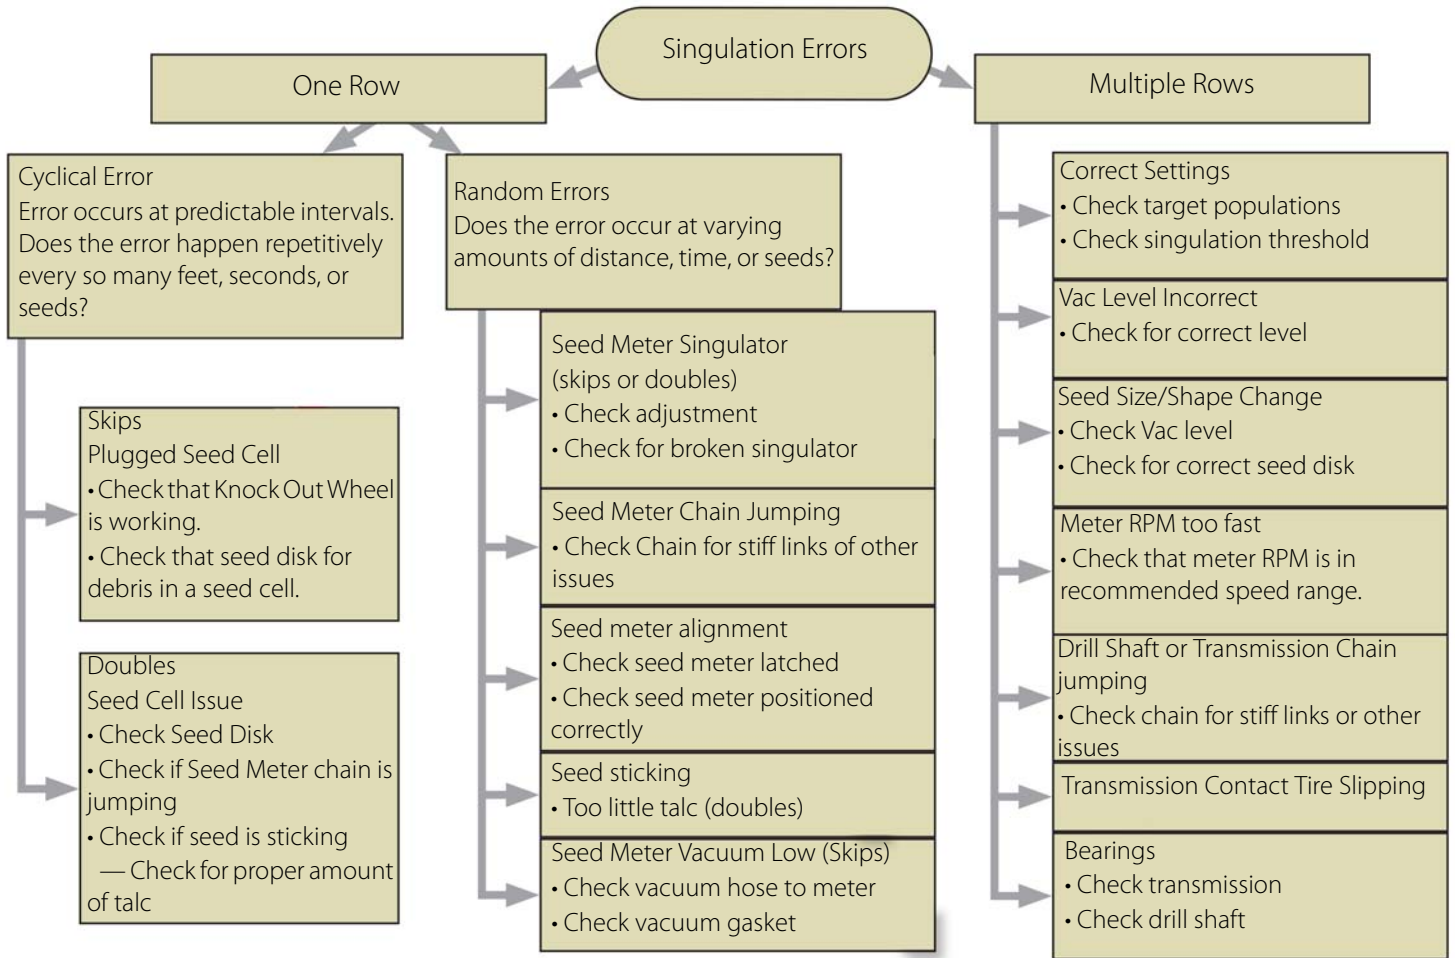 Singulation Errors
One Row
Cyclical Error
Error occurs at predictable intervals.
Does the error happen repetitively
every so many feet, seconds, or
seeds?
Skips
Plugged Seed Cell
• Check that Knock Out Wheel
is working.
• Check that seed disk for
debris in a seed cell.
Doubles
Seed Cell Issue
• Check Seed Disk
• Check if Seed Meter chain is
jumping
• Check if seed is sticking
— Check for proper amount
of talc
Random Errors
Does the error occur at varying
amounts of distance, time, or seeds?
Seed Meter Singulator
(skips or doubles)
• Check adjustment
• Check for broken singulator
Seed Meter Chain Jumping
• Check Chain for stiff links of other
issues
Seed meter alignment
• Check seed meter latched
• Check seed meter positioned
correctly
Seed sticking
• Too little talc (doubles)
Seed Meter Vacuum Low (Skips)
• Check vacuum hose to meter
• Check vacuum gasket
Multiple Rows
Correct Settings
• Check target populations
• Check singulation threshold
Vac Level Incorrect
• Check for correct level
Seed Size/Shape Change
• Check Vac level
• Check for correct seed disk
Meter RPM too fast
• Check that meter RPM is in
recommended speed range.
Drill Shaft or Transmission Chain
jumping
• Check chain for stiff links or other
issues
Transmission Contact Tire Slipping
Bearings
• Check transmission
• Check drill shaft